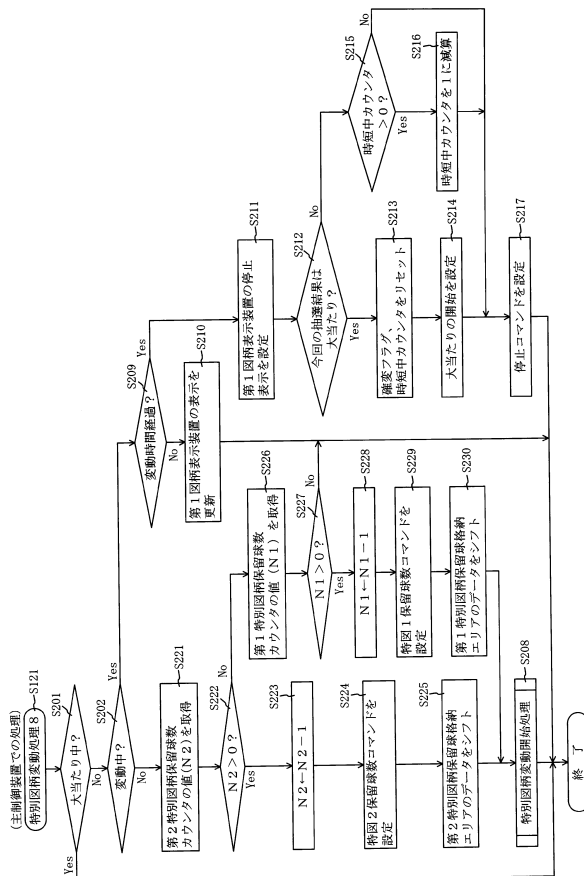 (主制御装置での処理)
特別図柄変動処理8
S121
大当たり中?
S201
Yes
No
変動中?
S202
Yes
No
第2特別図柄保留球数
カウンタの値(N2)を取得
S221
N2>0?
S222
No
Yes
N2←N2-1
S223
特図2保留球数コマンドを
設定
S224
第2特別図柄保留球格納
エリアのデータをシフト
S225
第1特別図柄保留球数
カウンタの値(N1)を取得
S226
N1>0?
S227
No
Yes
N1←N1-1
S228
特図1保留球数コマンドを
設定
S229
第1特別図柄保留球格納
エリアのデータをシフト
S230
特別図柄変動開始処理
S208
変動時間経過?
S209
Yes
No
第1図柄表示装置の表示を
更新
S210
第1図柄表示装置の停止
表示を設定
S211
今回の抽選結果は
大当たり?
S212
No
Yes
確変フラグ、
時短中カウンタをリセット
S213
大当たりの開始を設定
S214
時短中カウンタ
>0?
S215
No
Yes
時短中カウンタを1に減算
S216
停止コマンドを設定
S217
終了